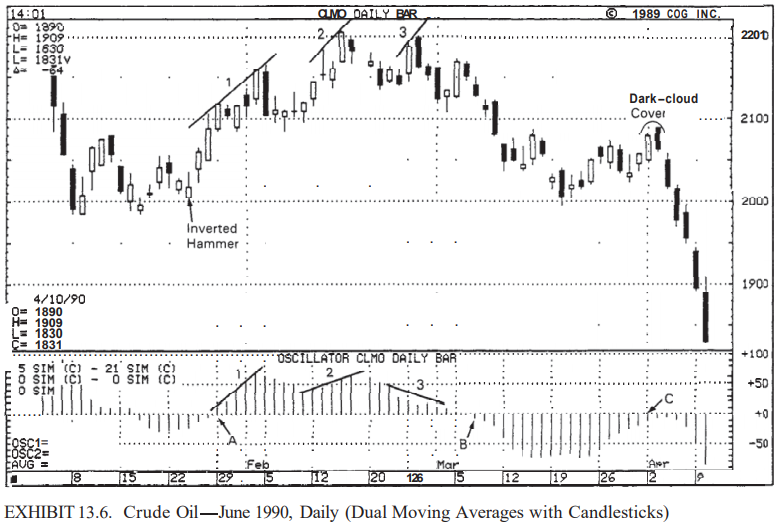 14:01 CLMO DAILY BAR © 1989 COG INC.
O= 1890
H= 1909
L= 1830
L= 1831v
Δ= -64
1
2
3
2200
2100
2000
1900
Dark-cloud
Cover
Inverted
Hammer
4/10/90
O= 1890
H= 1909
L= 1830
C= 1831
OSCILLATOR CLMO DAILY BAR
5 SIM (C) - 21 SIM (C)
0 SIM (C) - 0 SIM (C)
0 SIM
1
2
3
A
B
C
+100
+50
+0
-50
OSC1=
OSC2=
AVG =
Feb Mar Apr
8 15 22 29 5 12 20 126 5 12 19 26 2 9
EXHIBIT 13.6. Crude Oil—June 1990, Daily (Dual Moving Averages with Candlesticks)